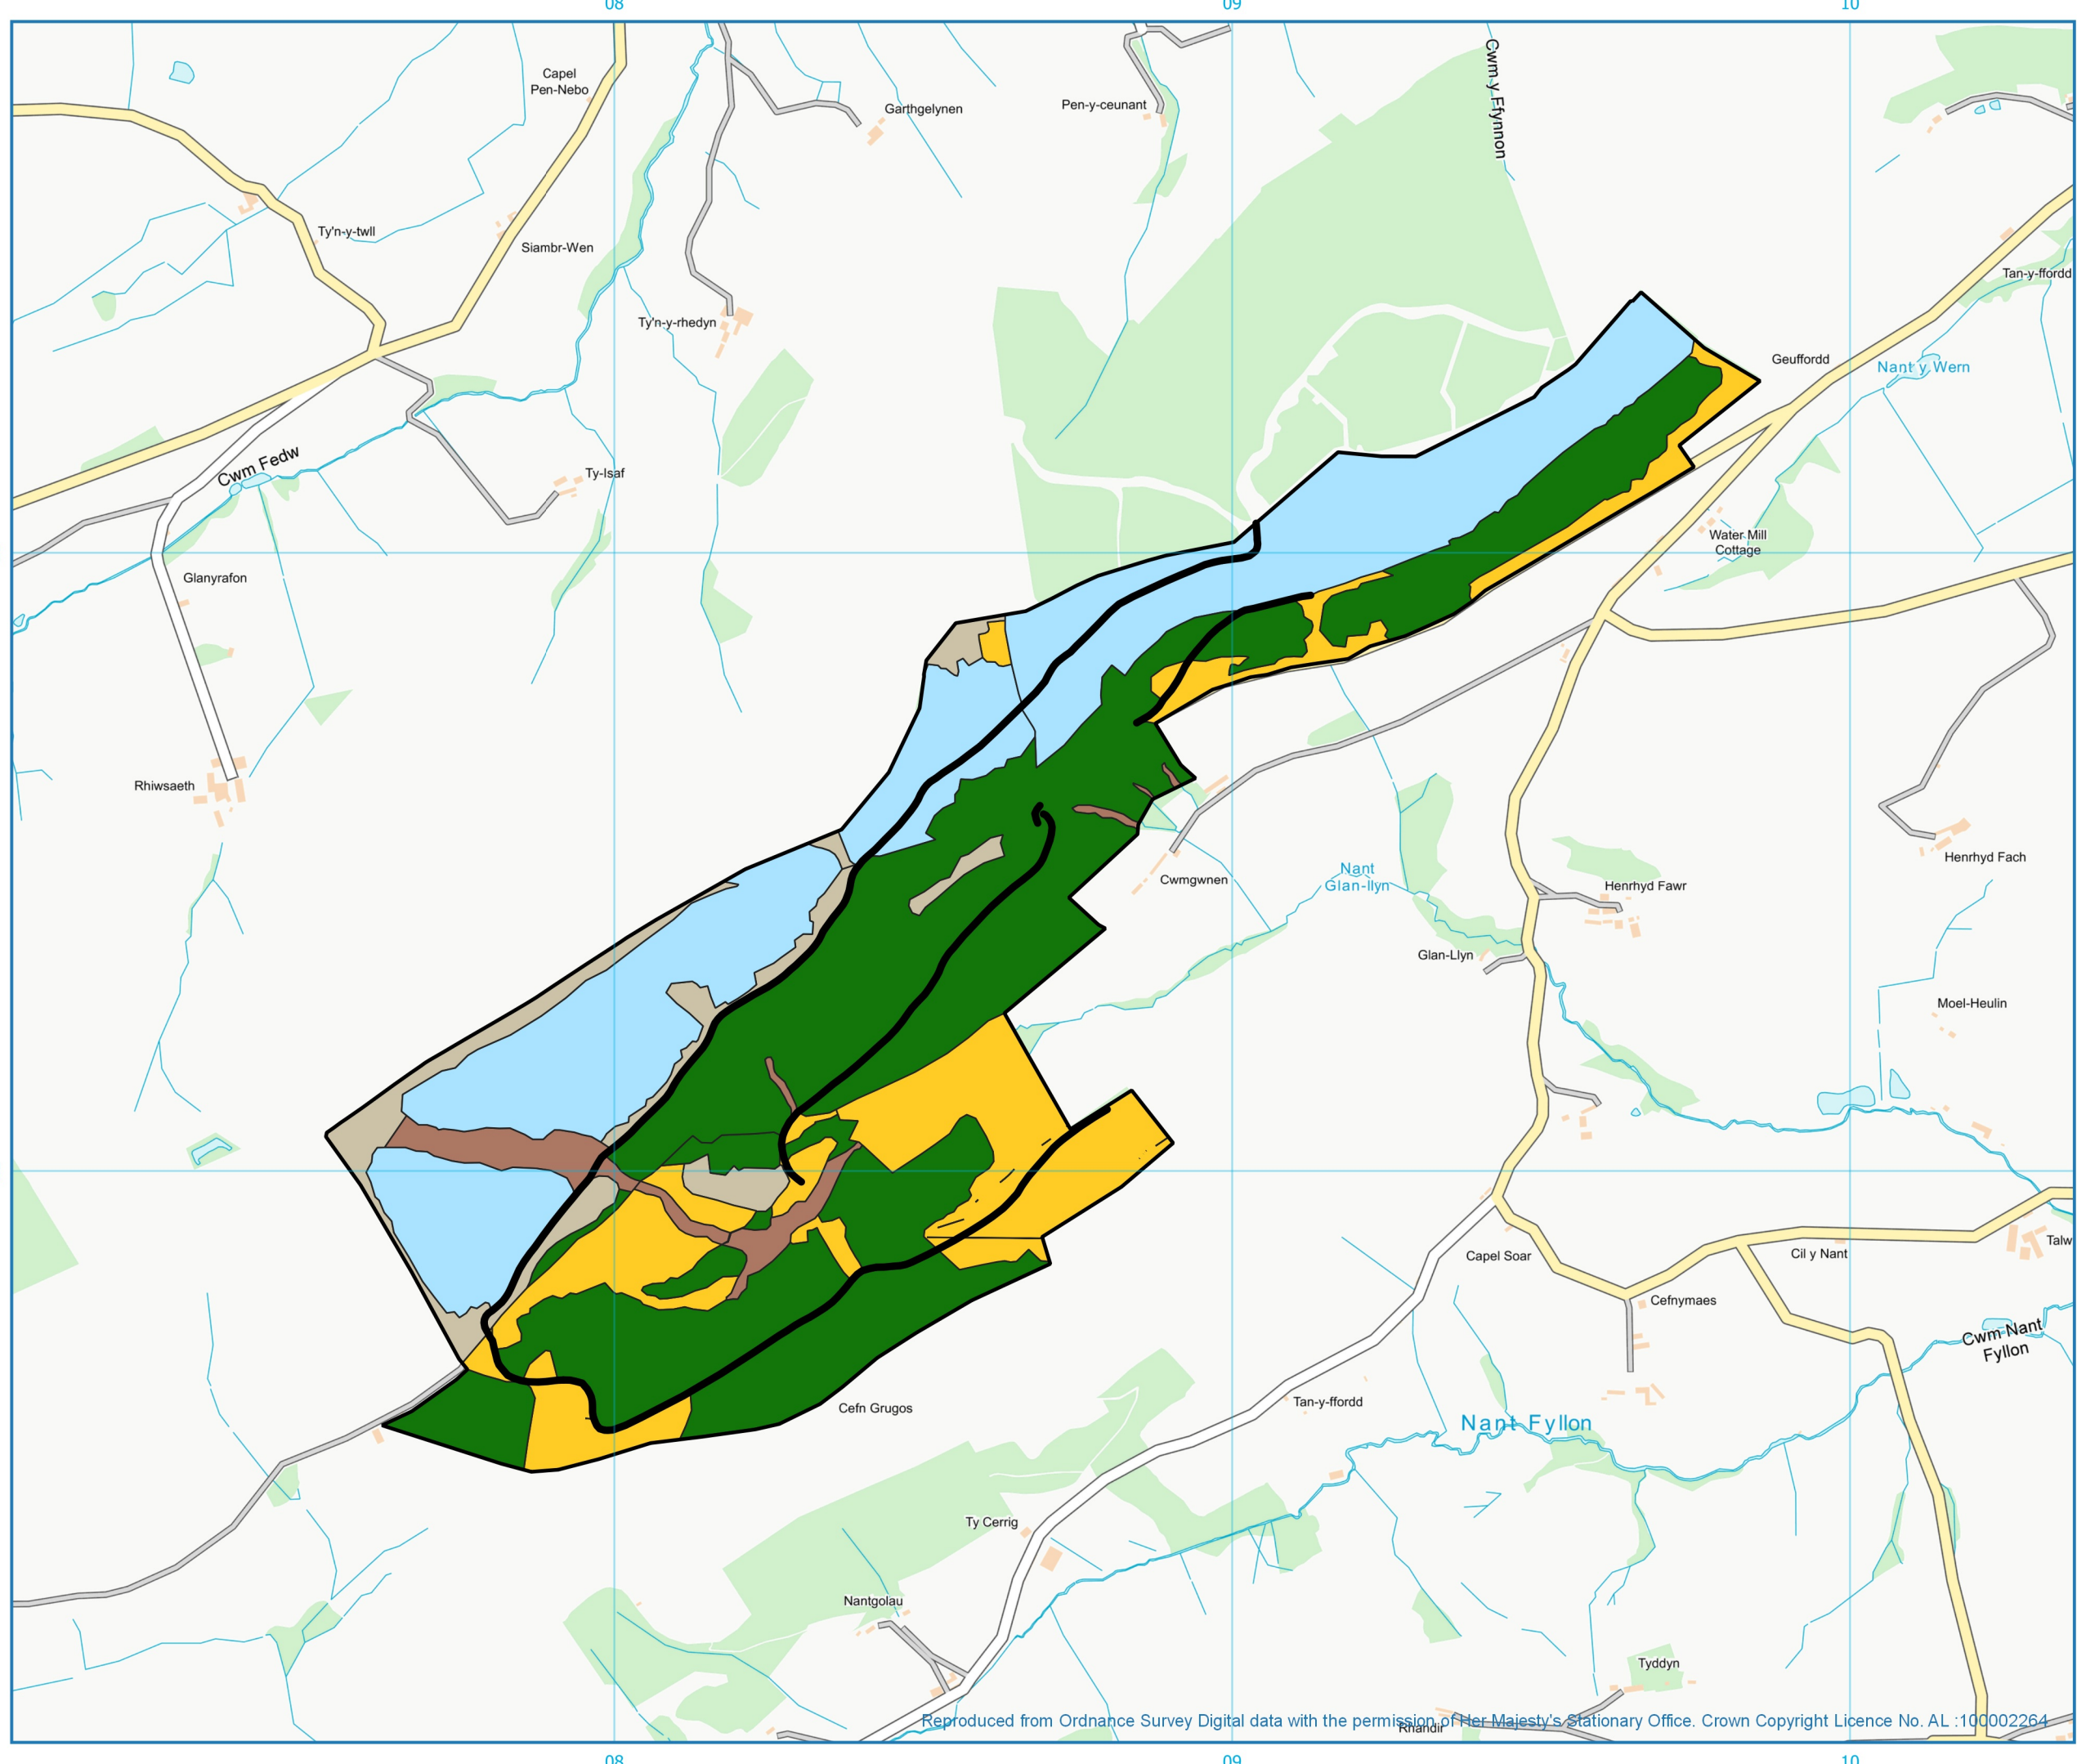 08
09
10
Cwm y Ffynnon
Capel
Pen-Nebo
Garthgelynen
Pen-y-ceunant
Ty'n-y-twll
Siambr-Wen
Tan-y-ffordd
Ty'n-y-rhedyn
Geuffordd
Nant y Wern
Cwm Fedw
Ty-Isaf
Water Mill
Cottage
Glanyrafon
Rhiwsaeth
Henrhyd Fach
Cwmgwnen
Nant
Glan-llyn
Henrhyd Fawr
Glan-Llyn
Moel-Heulin
Talw
Capel Soar
Cil y Nant
Cefnymaes
Cwm Nant
Fyllon
Cefn Grugos
Tan-y-ffordd
Nant Fyllon
Ty Cerrig
Nantgolau
Tyddyn
Rhandir
Reproduced from Ordnance Survey Digital data with the permission of Her Majesty's Stationary Office. Crown Copyright Licence No. AL :100002264
08
09
10